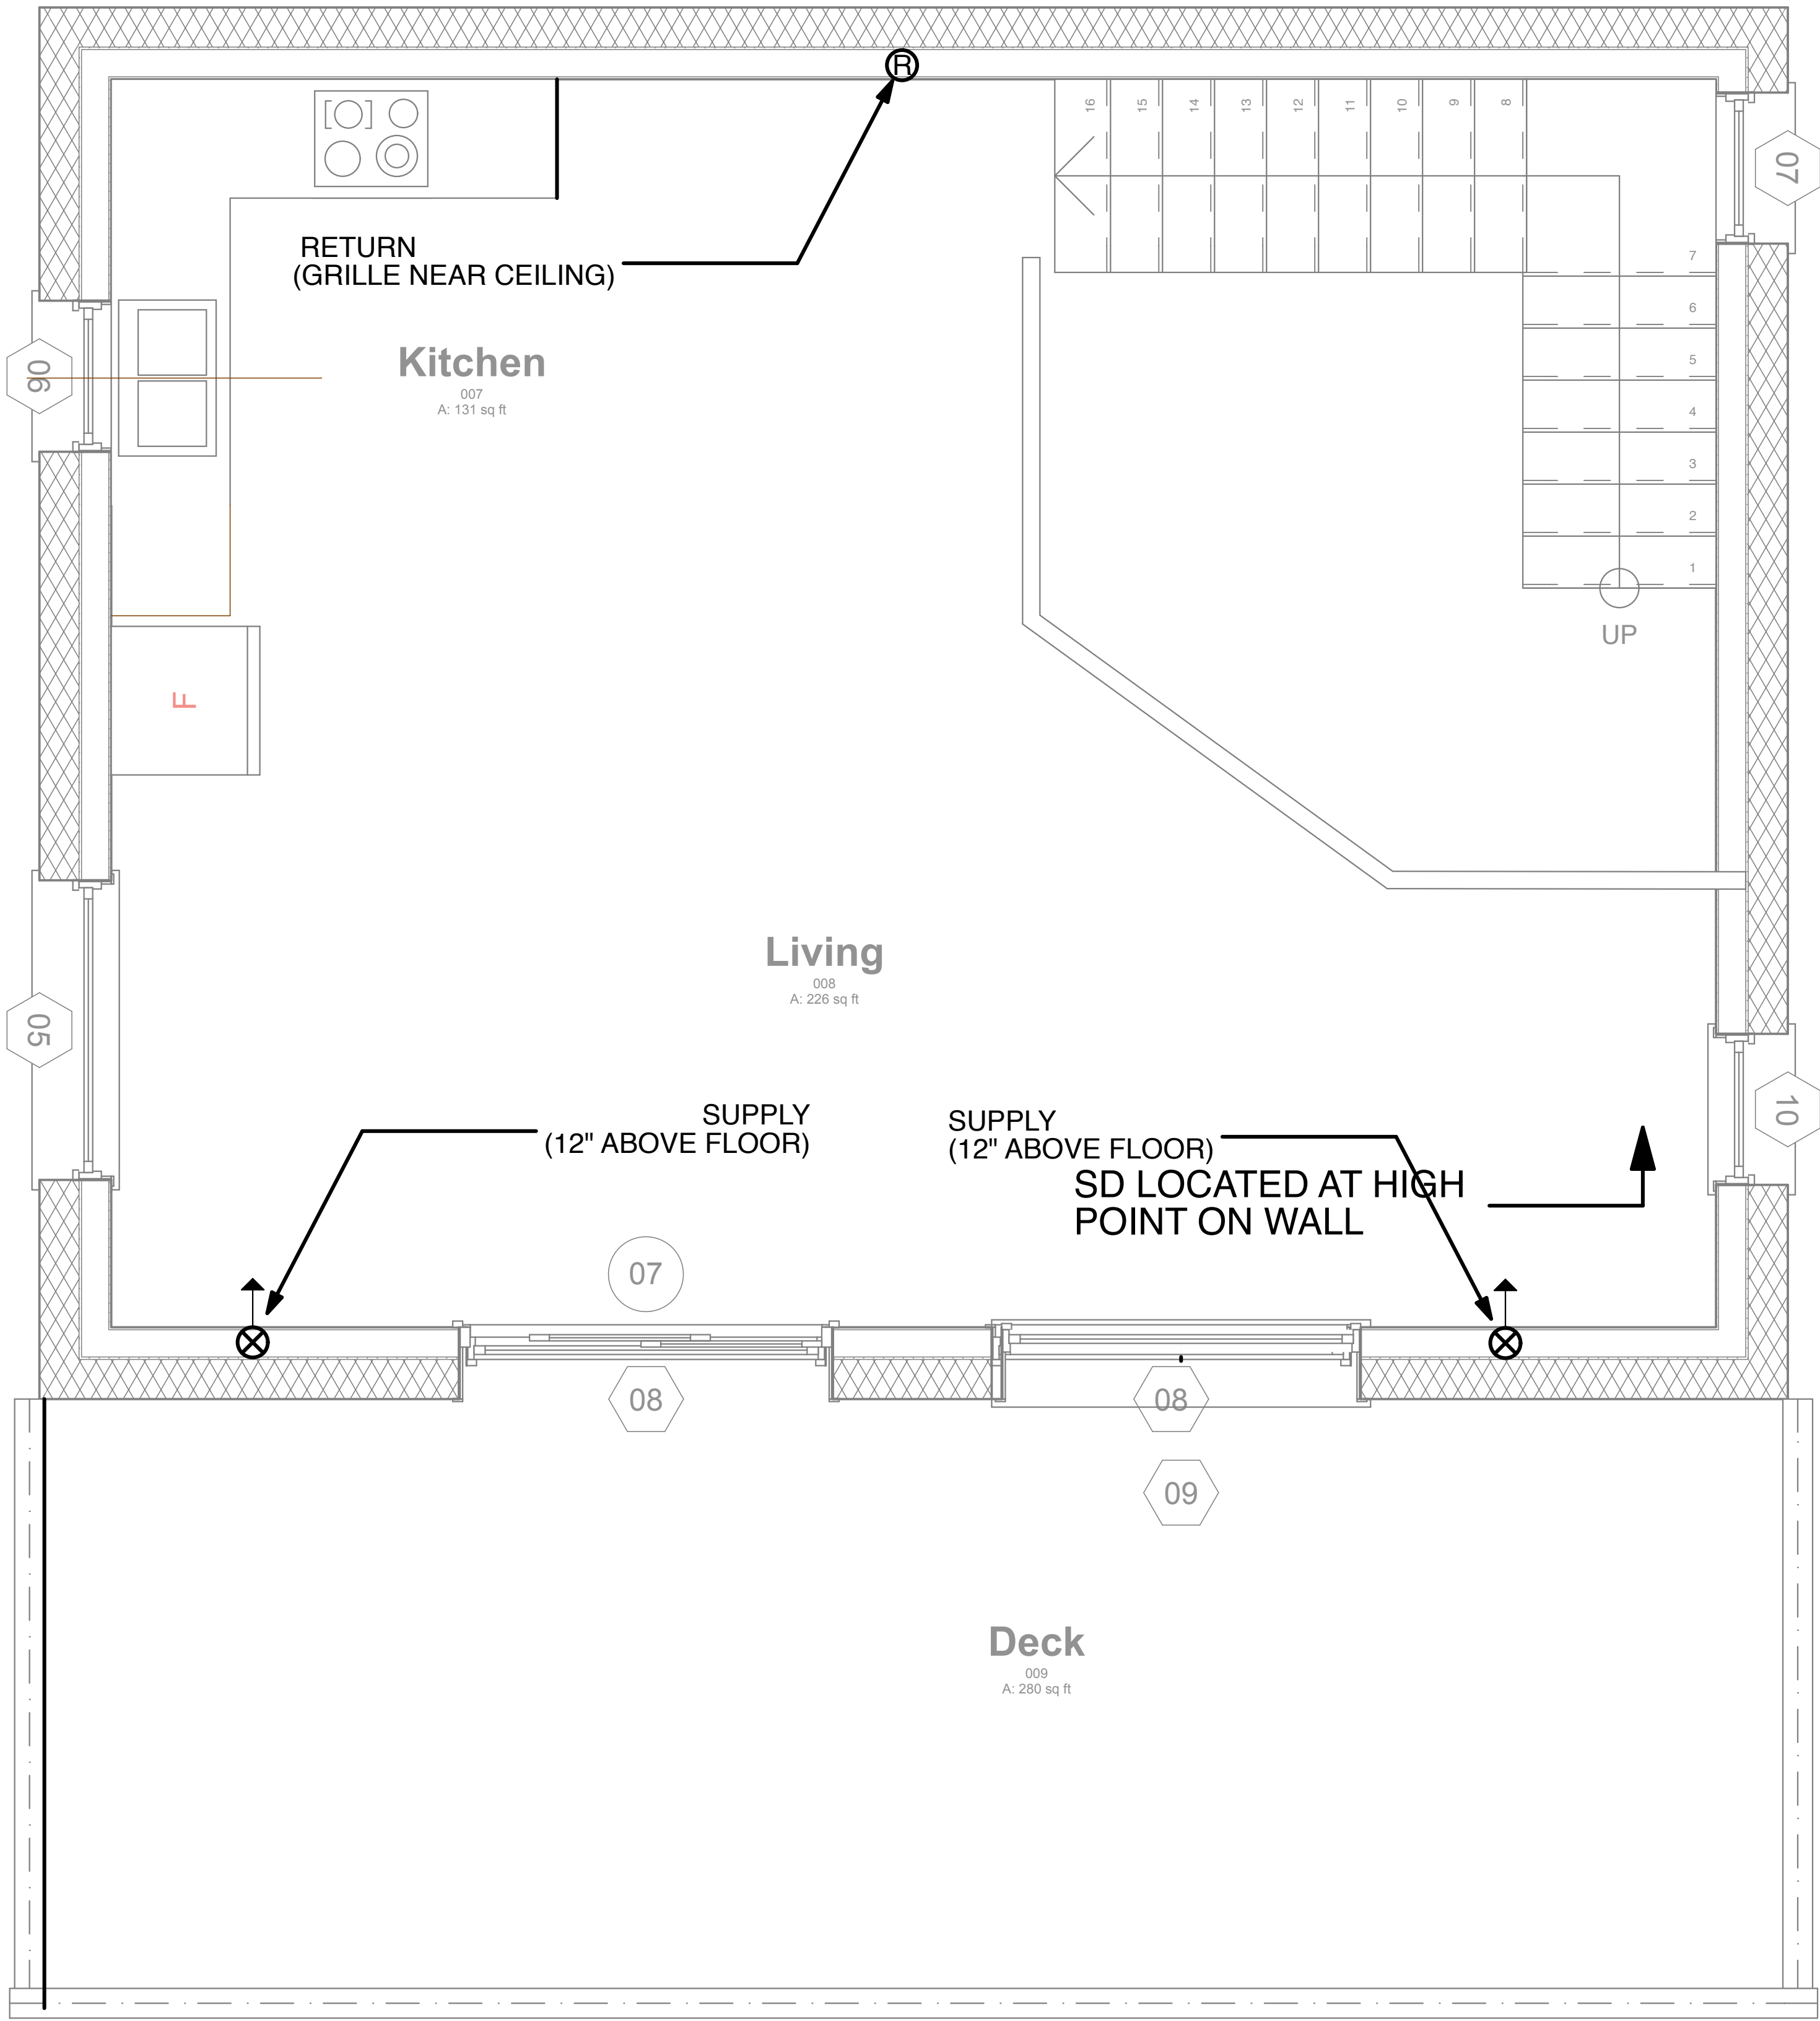 R
16
15
14
13
12
11
10
9
8
07
RETURN
(GRILLE NEAR CEILING)
7
6
5
4
3
2
1
UP
06
Kitchen
007
A: 131 sq ft
F
Living
008
A: 226 sq ft
05
10
SUPPLY
(12" ABOVE FLOOR)
SUPPLY
(12" ABOVE FLOOR)
SD LOCATED AT HIGH
POINT ON WALL
07
08
08
09
Deck
009
A: 280 sq ft